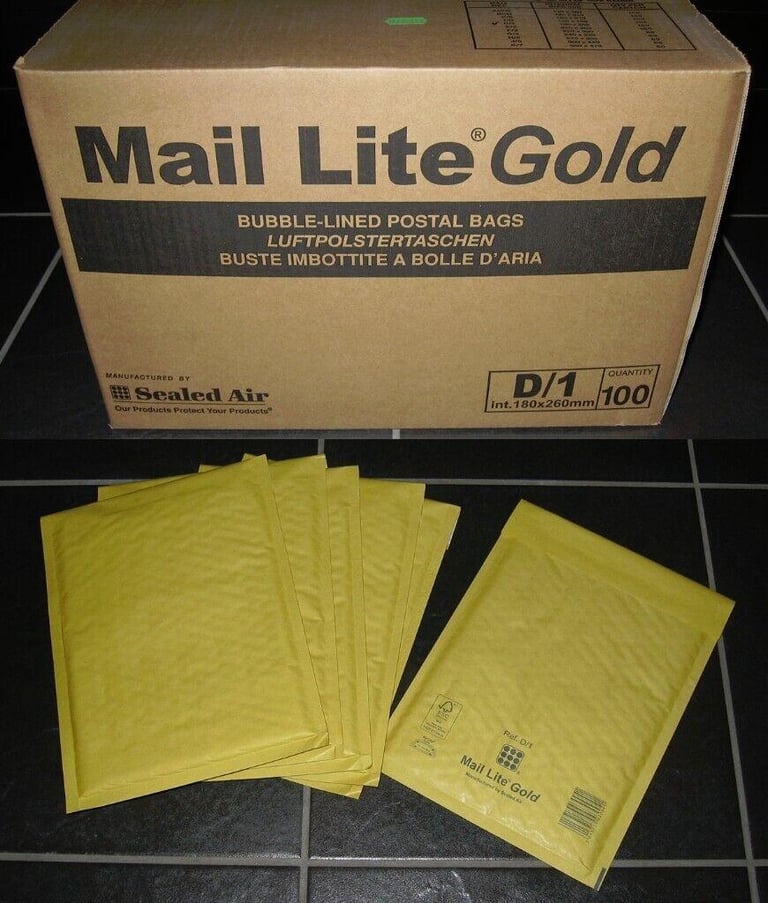 Mail Lite® Gold
BUBBLE-LINED POSTAL BAGS
LUFTPOLSTERTASCHEN
BUSTE IMBOTTITE A BOLLE D'ARIA
MANUFACTURED BY
Sealed Air
Our Products Protect Your Products®
D/1
int.180x260mm
QUANTITY
100
FSC
Ref. D/1
Mail Lite® Gold
Manufactured by Sealed Air